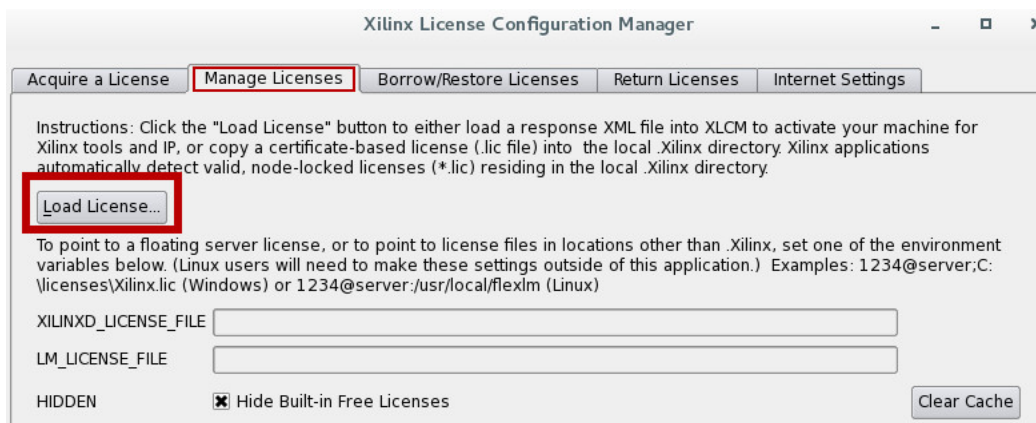 Xilinx License Configuration Manager
Acquire a License Manage Licenses Borrow/Restore Licenses Return Licenses Internet Settings
Instructions: Click the "Load License" button to either load a response XML file into XLCM to activate your machine for
Xilinx tools and IP, or copy a certificate-based license (.lic file) into the local .Xilinx directory. Xilinx applications
automatically detect valid, node-locked licenses (*.lic) residing in the local .Xilinx directory.
Load License...
To point to a floating server license, or to point to license files in locations other than .Xilinx, set one of the environment
variables below. (Linux users will need to make these settings outside of this application.) Examples: 1234@server;C:
\licenses\Xilinx.lic (Windows) or 1234@server:/usr/local/flexlm (Linux)
XILINXD_LICENSE_FILE
LM_LICENSE_FILE
HIDDEN Hide Built-in Free Licenses Clear Cache